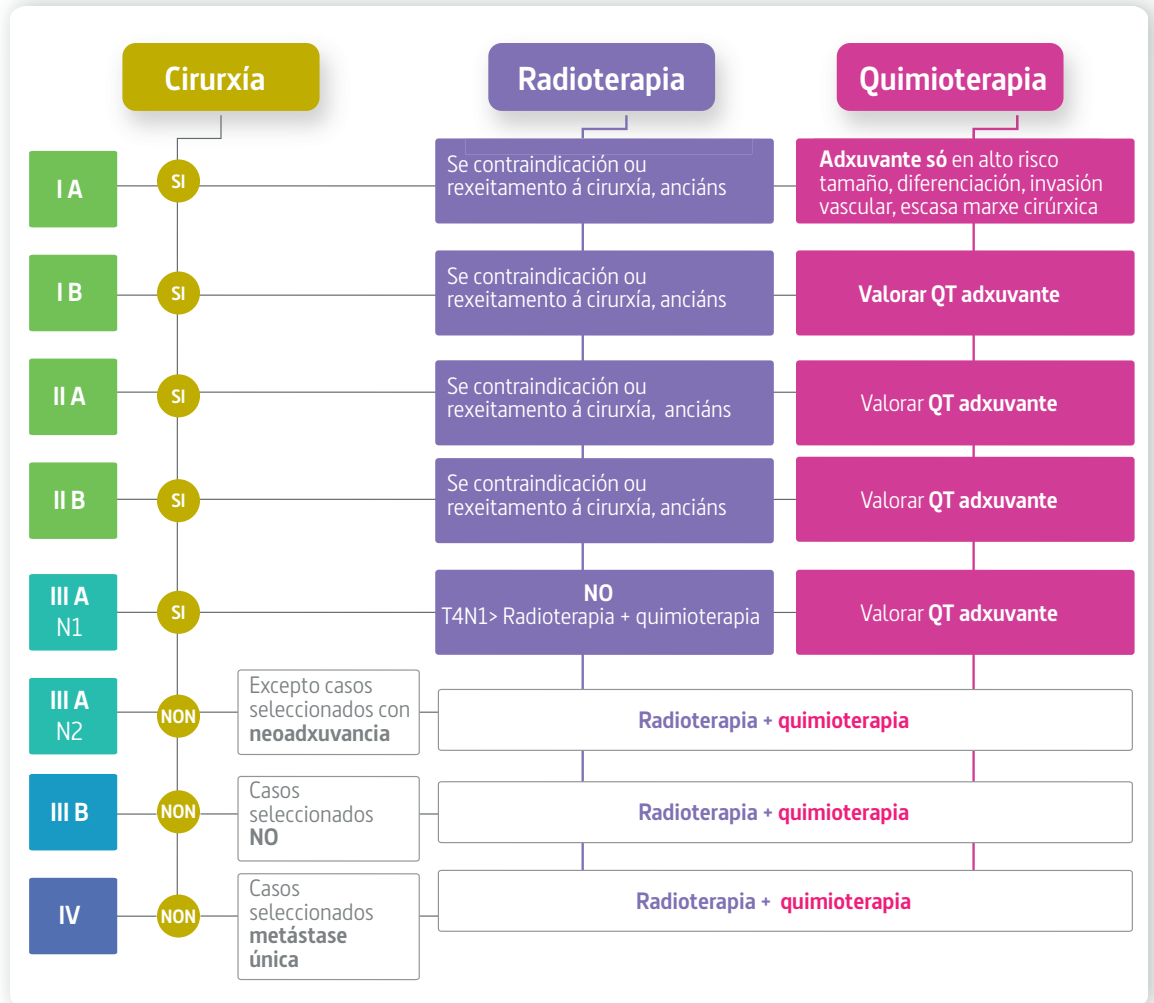 Cirurxía
Radioterapia
Quimioterapia
I A
SI
Se contraindicación ou
rexeitamento á cirurxía, anciáns
Adxuvante só en alto risco
tamaño, diferenciación, invasión
vascular, escasa marxe cirúrxica
I B
SI
Se contraindicación ou
rexeitamento á cirurxía, anciáns
Valorar QT adxuvante
II A
SI
Se contraindicación ou
rexeitamento á cirurxía, anciáns
Valorar QT adxuvante
II B
SI
Se contraindicación ou
rexeitamento á cirurxía, anciáns
Valorar QT adxuvante
III A
N1
SI
NO
T4N1> Radioterapia + quimioterapia
Valorar QT adxuvante
III A
N2
NON
Excepto casos
seleccionados con
neoadxuvancia
Radioterapia + quimioterapia
III B
NON
Casos
seleccionados
NO
Radioterapia + quimioterapia
IV
NON
Casos
seleccionados
metástase
única
Radioterapia + quimioterapia